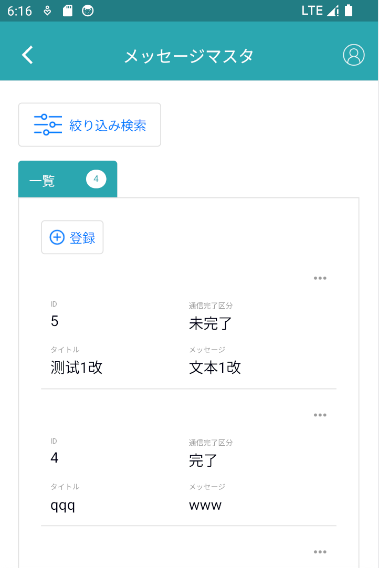 6:16 LTE
メッセージマスタ
絞り込み検索
一覧 4
登録
ID 通信完了区分
5 未完了
タイトル メッセージ
测试1改 文本1改
ID 通信完了区分
4 完了
タイトル メッセージ
qqq www